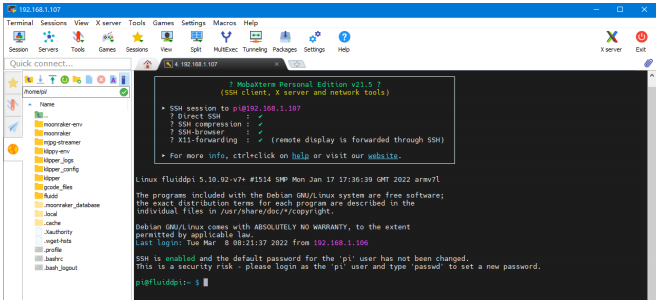 192.168.1.107
Terminal Sessions View X server Tools Games Settings Macros Help
Session Servers Tools Games Sessions View Split MultiExec Tunneling Packages Settings Help X server Exit
Quick connect...
4. 192.168.1.107
/home/pi/
Name
..
moonraker-env
moonraker
mjpg-streamer
klippy-env
klipper_logs
klipper_config
klipper
gcode_files
fluidd
.moonraker_database
.local
.cache
.Xauthority
.wget-hsts
.profile
.bashrc
.bash_logout
? MobaXterm Personal Edition v21.5 ?
(SSH client, X server and network tools)
► SSH session to pi@192.168.1.107
? Direct SSH : ✓
? SSH compression : ✓
? SSH-browser : ✓
? X11-forwarding : ✓ (remote display is forwarded through SSH)
► For more info, ctrl+click on help or visit our website.
Linux fluiddpi 5.10.92-v7+ #1514 SMP Mon Jan 17 17:36:39 GMT 2022 armv7l
The programs included with the Debian GNU/Linux system are free software;
the exact distribution terms for each program are described in the
individual files in /usr/share/doc/*/copyright.
Debian GNU/Linux comes with ABSOLUTELY NO WARRANTY, to the extent
permitted by applicable law.
Last login: Tue Mar 8 08:21:37 2022 from 192.168.1.106
SSH is enabled and the default password for the 'pi' user has not been changed.
This is a security risk - please login as the 'pi' user and type 'passwd' to set a new password.
pi@fluiddpi:~ $